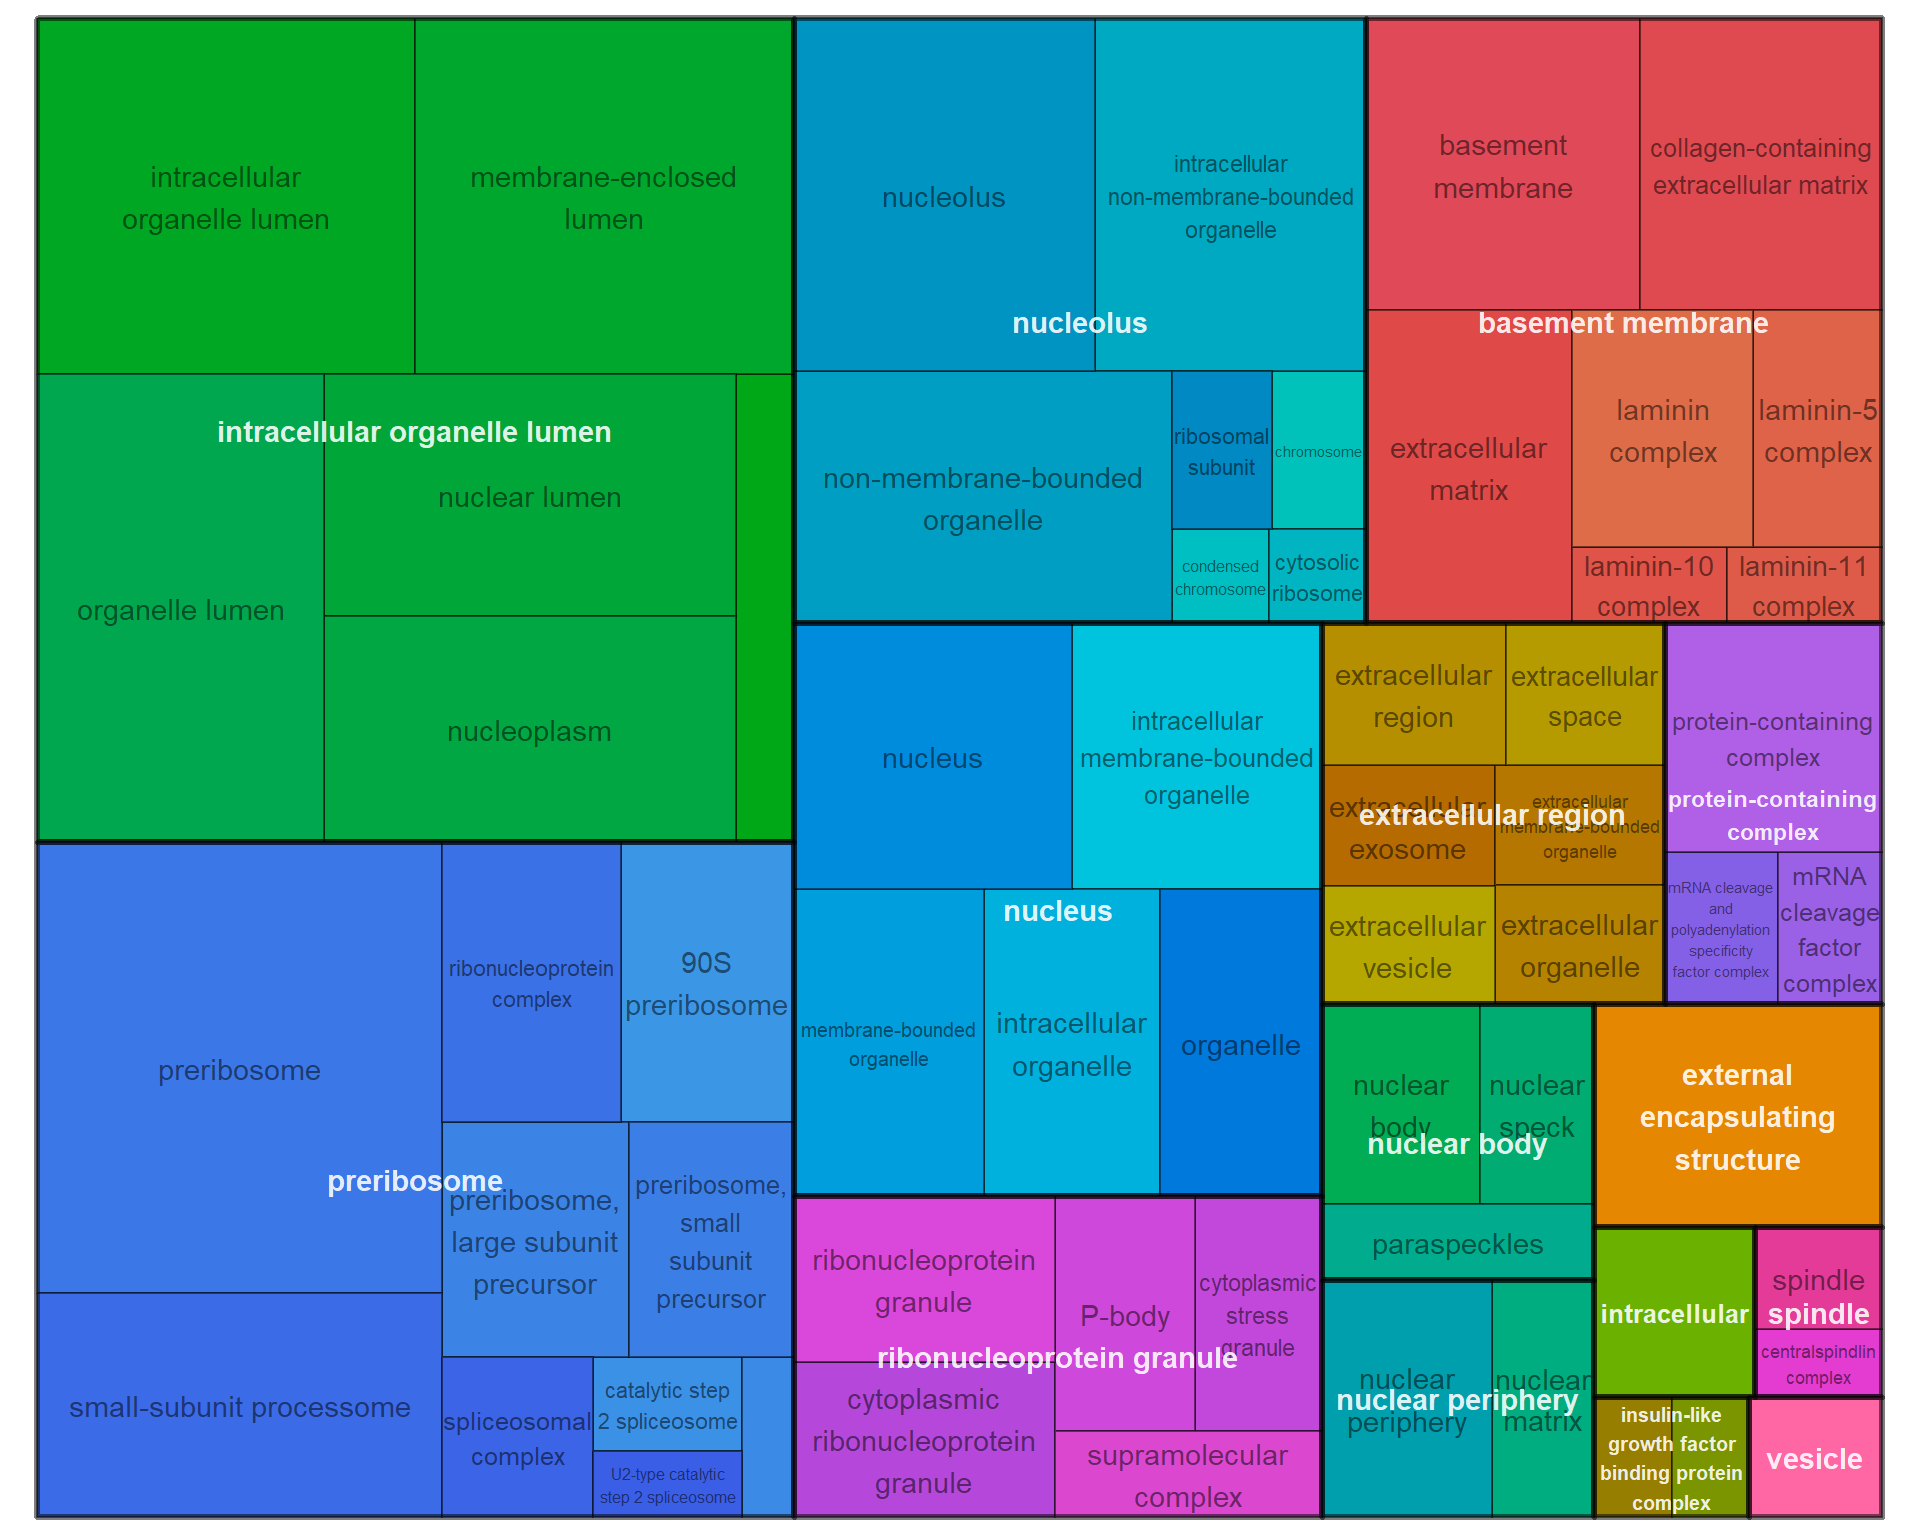 intracellular
organelle lumen
membrane-enclosed
lumen
organelle lumen
intracellular organelle lumen
nuclear lumen
nucleoplasm
nucleolus
intracellular
non-membrane-bounded
organelle
nucleolus
non-membrane-bounded
organelle
ribosomal
subunit
chromosome
condensed
chromosome
cytosolic
ribosome
basement
membrane
collagen-containing
extracellular matrix
basement membrane
extracellular
matrix
laminin
complex
laminin-5
complex
laminin-10
complex
laminin-11
complex
preribosome
ribonucleoprotein
complex
90S
preribosome
preribosome
preribosome,
large subunit
precursor
preribosome,
small
subunit
precursor
small-subunit processome
spliceosomal
complex
catalytic step
2 spliceosome
U2-type catalytic
step 2 spliceosome
nucleus
intracellular
membrane-bounded
organelle
nucleus
membrane-bounded
organelle
intracellular
organelle
organelle
ribonucleoprotein
granule
P-body
cytoplasmic
stress
granule
ribonucleoprotein granule
cytoplasmic
ribonucleoprotein
granule
supramolecular
complex
extracellular
region
extracellular
space
extracellular
exosome
extracellular
membrane-bounded
organelle
extracellular region
extracellular
vesicle
extracellular
organelle
protein-containing
complex
protein-containing
complex
mRNA cleavage
and
polyadenylation
specificity
factor complex
mRNA
cleavage
factor
complex
nuclear
body
nuclear
speck
nuclear body
paraspeckles
external
encapsulating
structure
nuclear
periphery
nuclear
matrix
nuclear periphery
intracellular
spindle
spindle
centralspindlin
complex
insulin-like
growth factor
binding protein
complex
vesicle